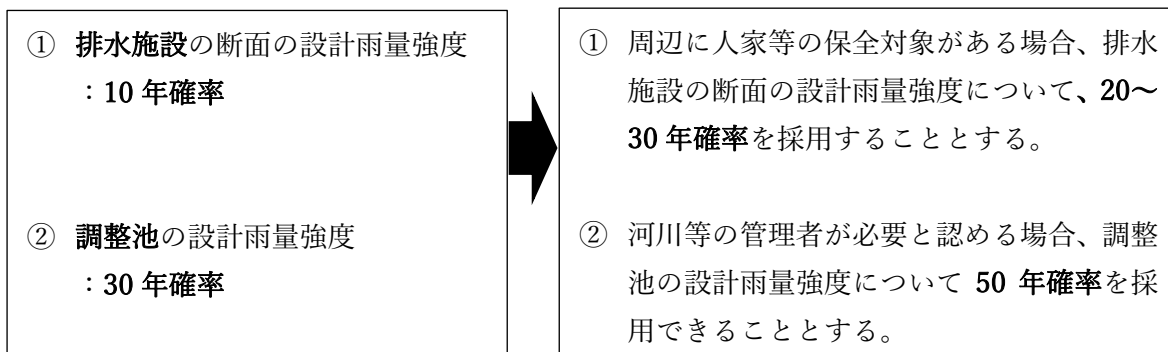 ① 排水施設の断面の設計雨量強度
：10 年確率
② 調整池の設計雨量強度
：30 年確率
① 周辺に人家等の保全対象がある場合、排水
施設の断面の設計雨量強度について、20～
30 年確率を採用することとする。
② 河川等の管理者が必要と認める場合、調整
池の設計雨量強度について 50 年確率を採
用できることとする。